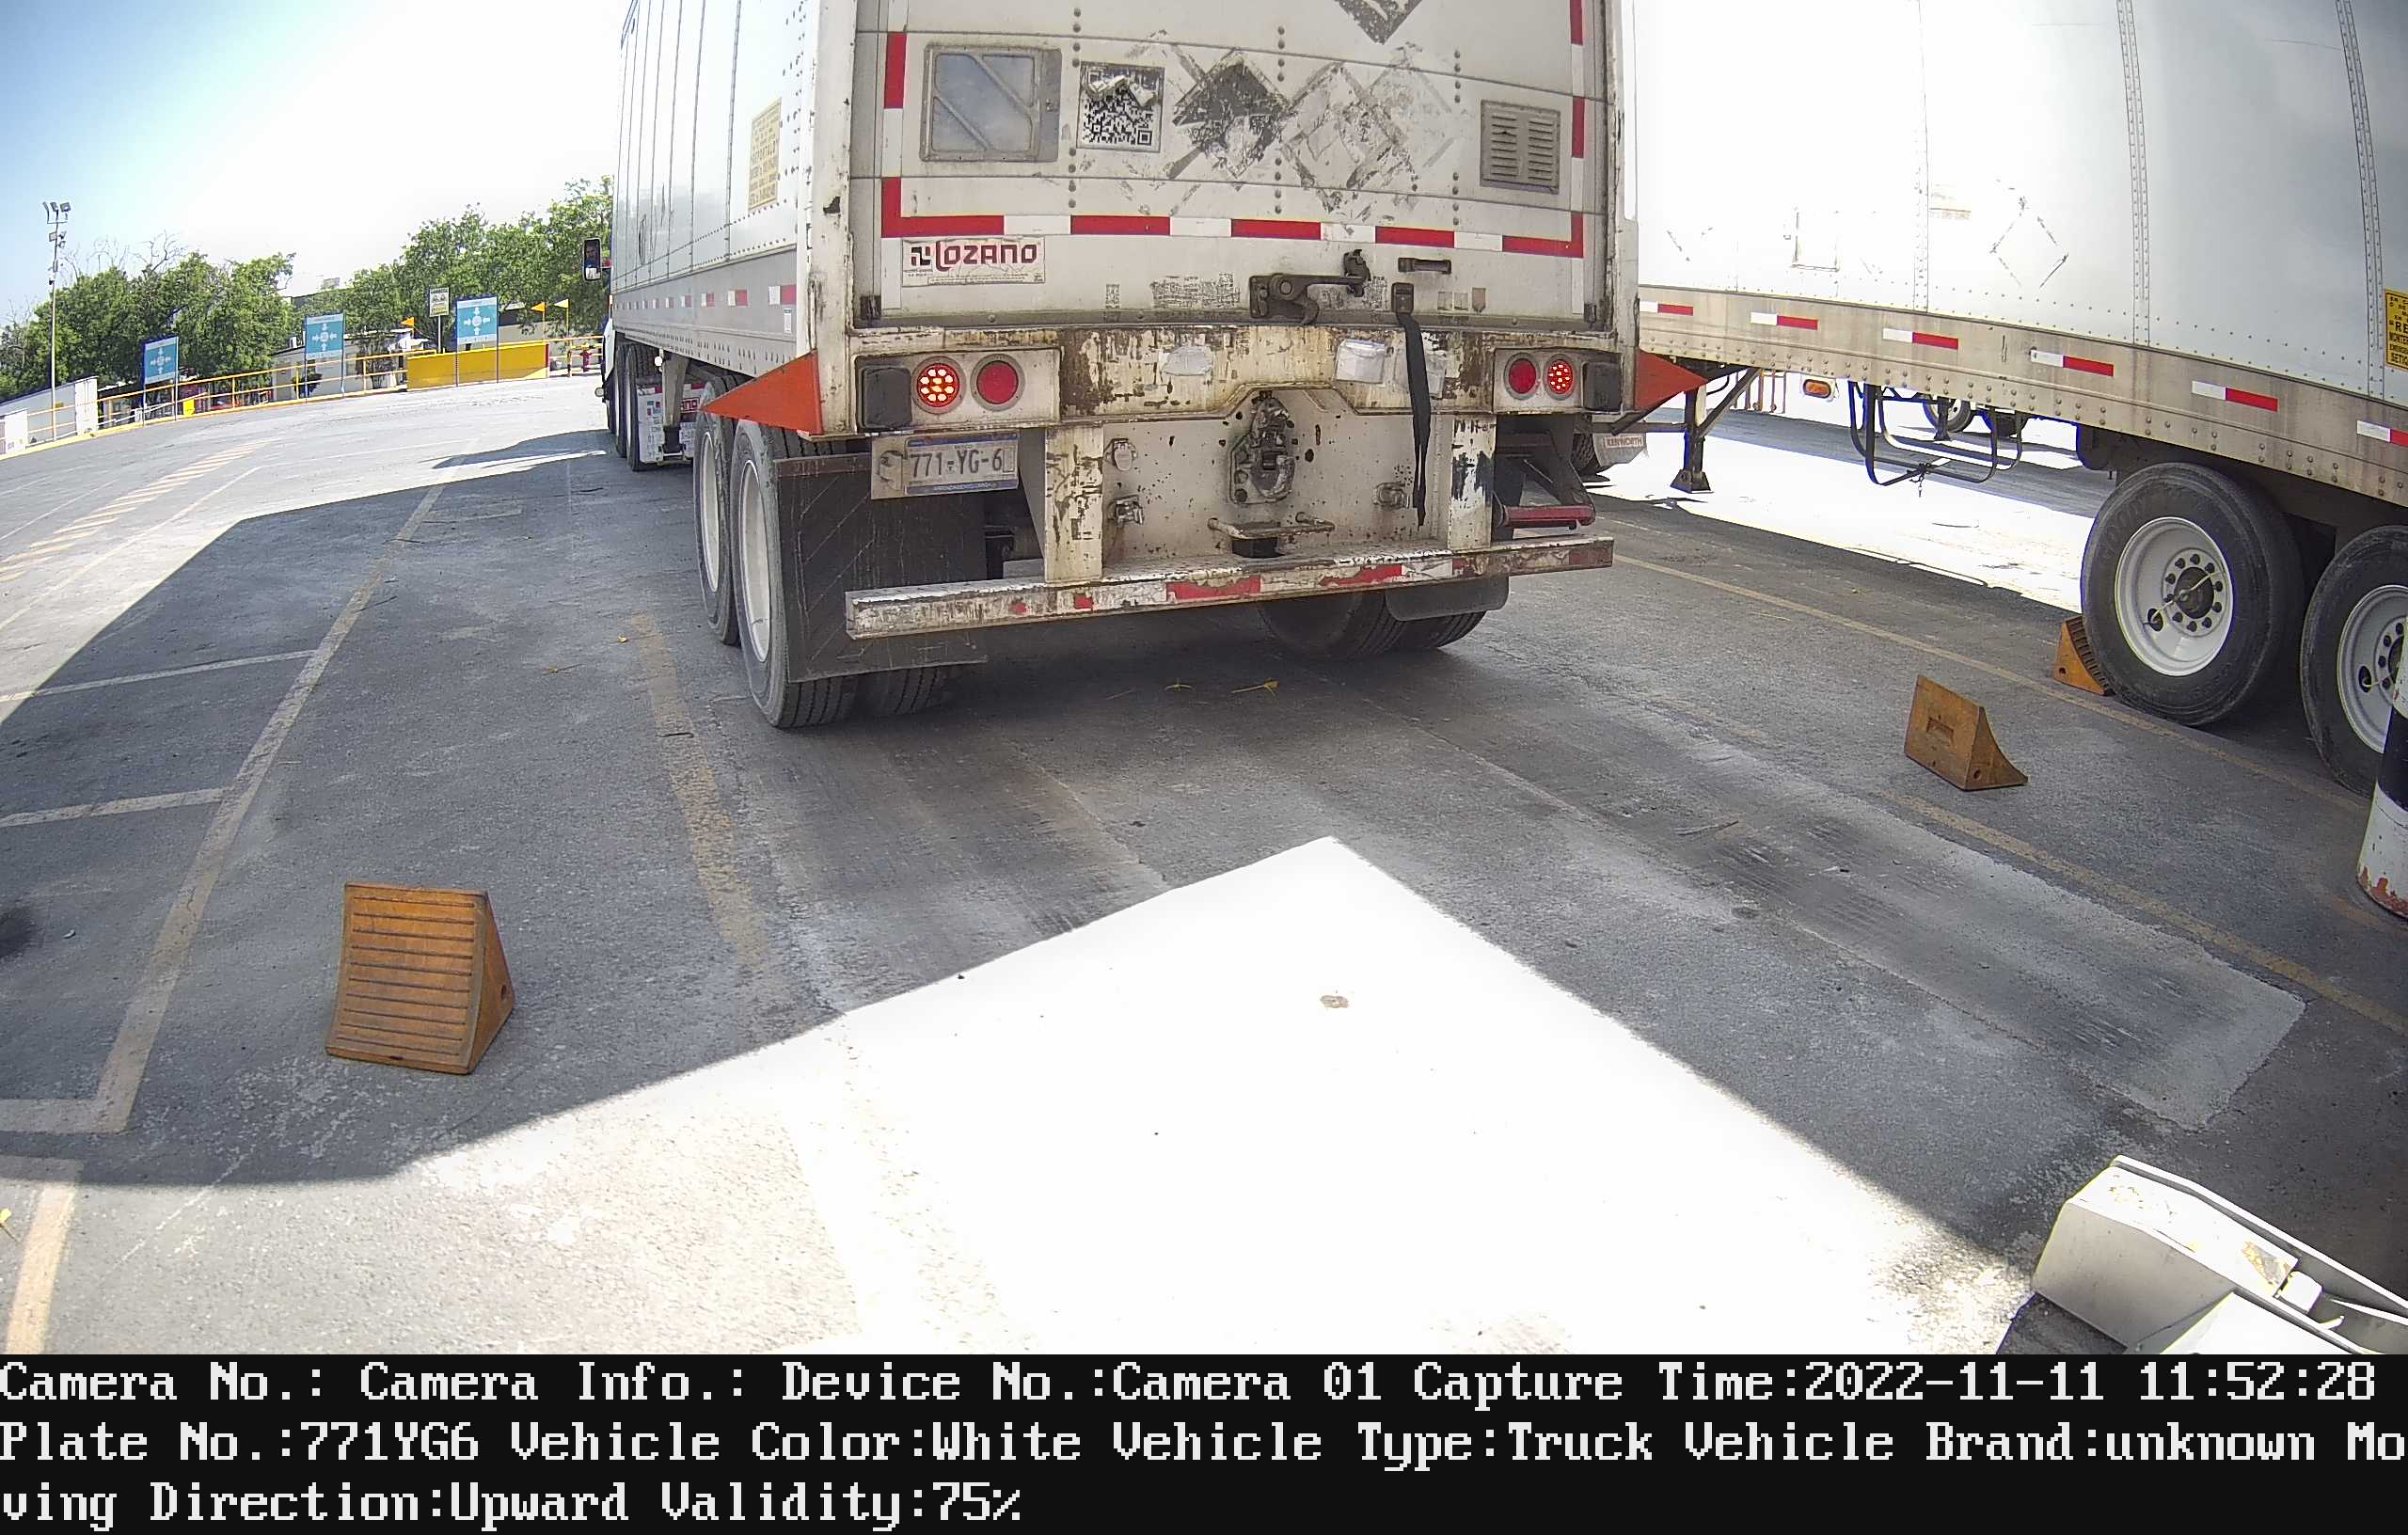 LOZANO
771-YG-6
KENWORTH
Camera No.: Camera Info.: Device No.:Camera 01 Capture Time:2022-11-11 11:52:28
Plate No.:771YG6 Vehicle Color:White Vehicle Type:Truck Vehicle Brand:unknown Mo
ving Direction:Upward Validity:75%